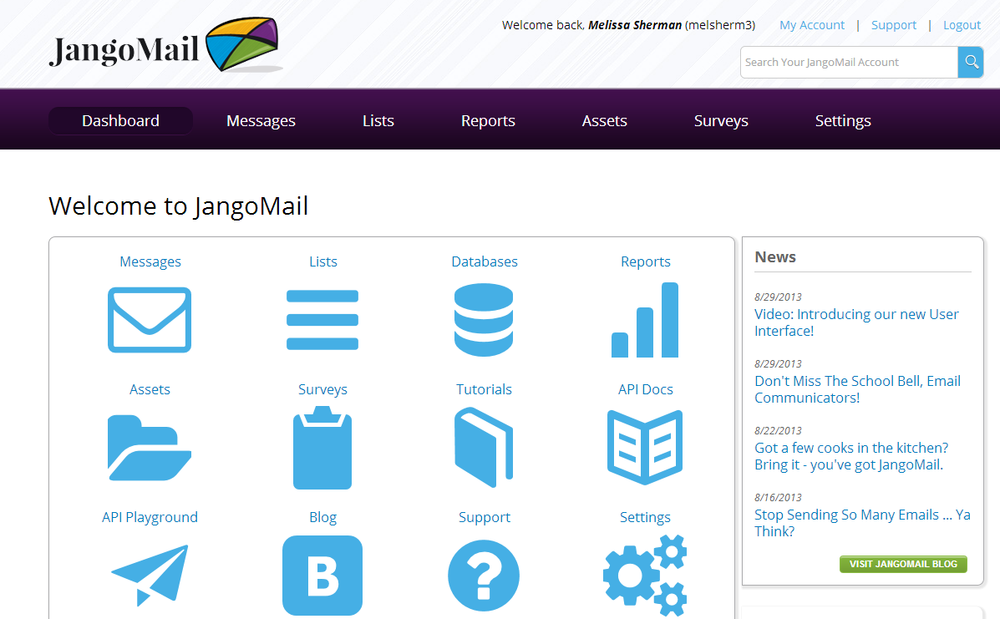 JangoMail
Welcome back, Melissa Sherman (melsherm3)
My Account | Support | Logout
Search Your JangoMail Account
Dashboard Messages Lists Reports Assets Surveys Settings
Welcome to JangoMail
Messages Lists Databases Reports
Assets Surveys Tutorials API Docs
API Playground Blog Support Settings
B ?
News
8/29/2013
Video: Introducing our new User
Interface!
8/29/2013
Don't Miss The School Bell, Email
Communicators!
8/22/2013
Got a few cooks in the kitchen?
Bring it - you've got JangoMail.
8/16/2013
Stop Sending So Many Emails ... Ya
Think?
VISIT JANGOMAIL BLOG